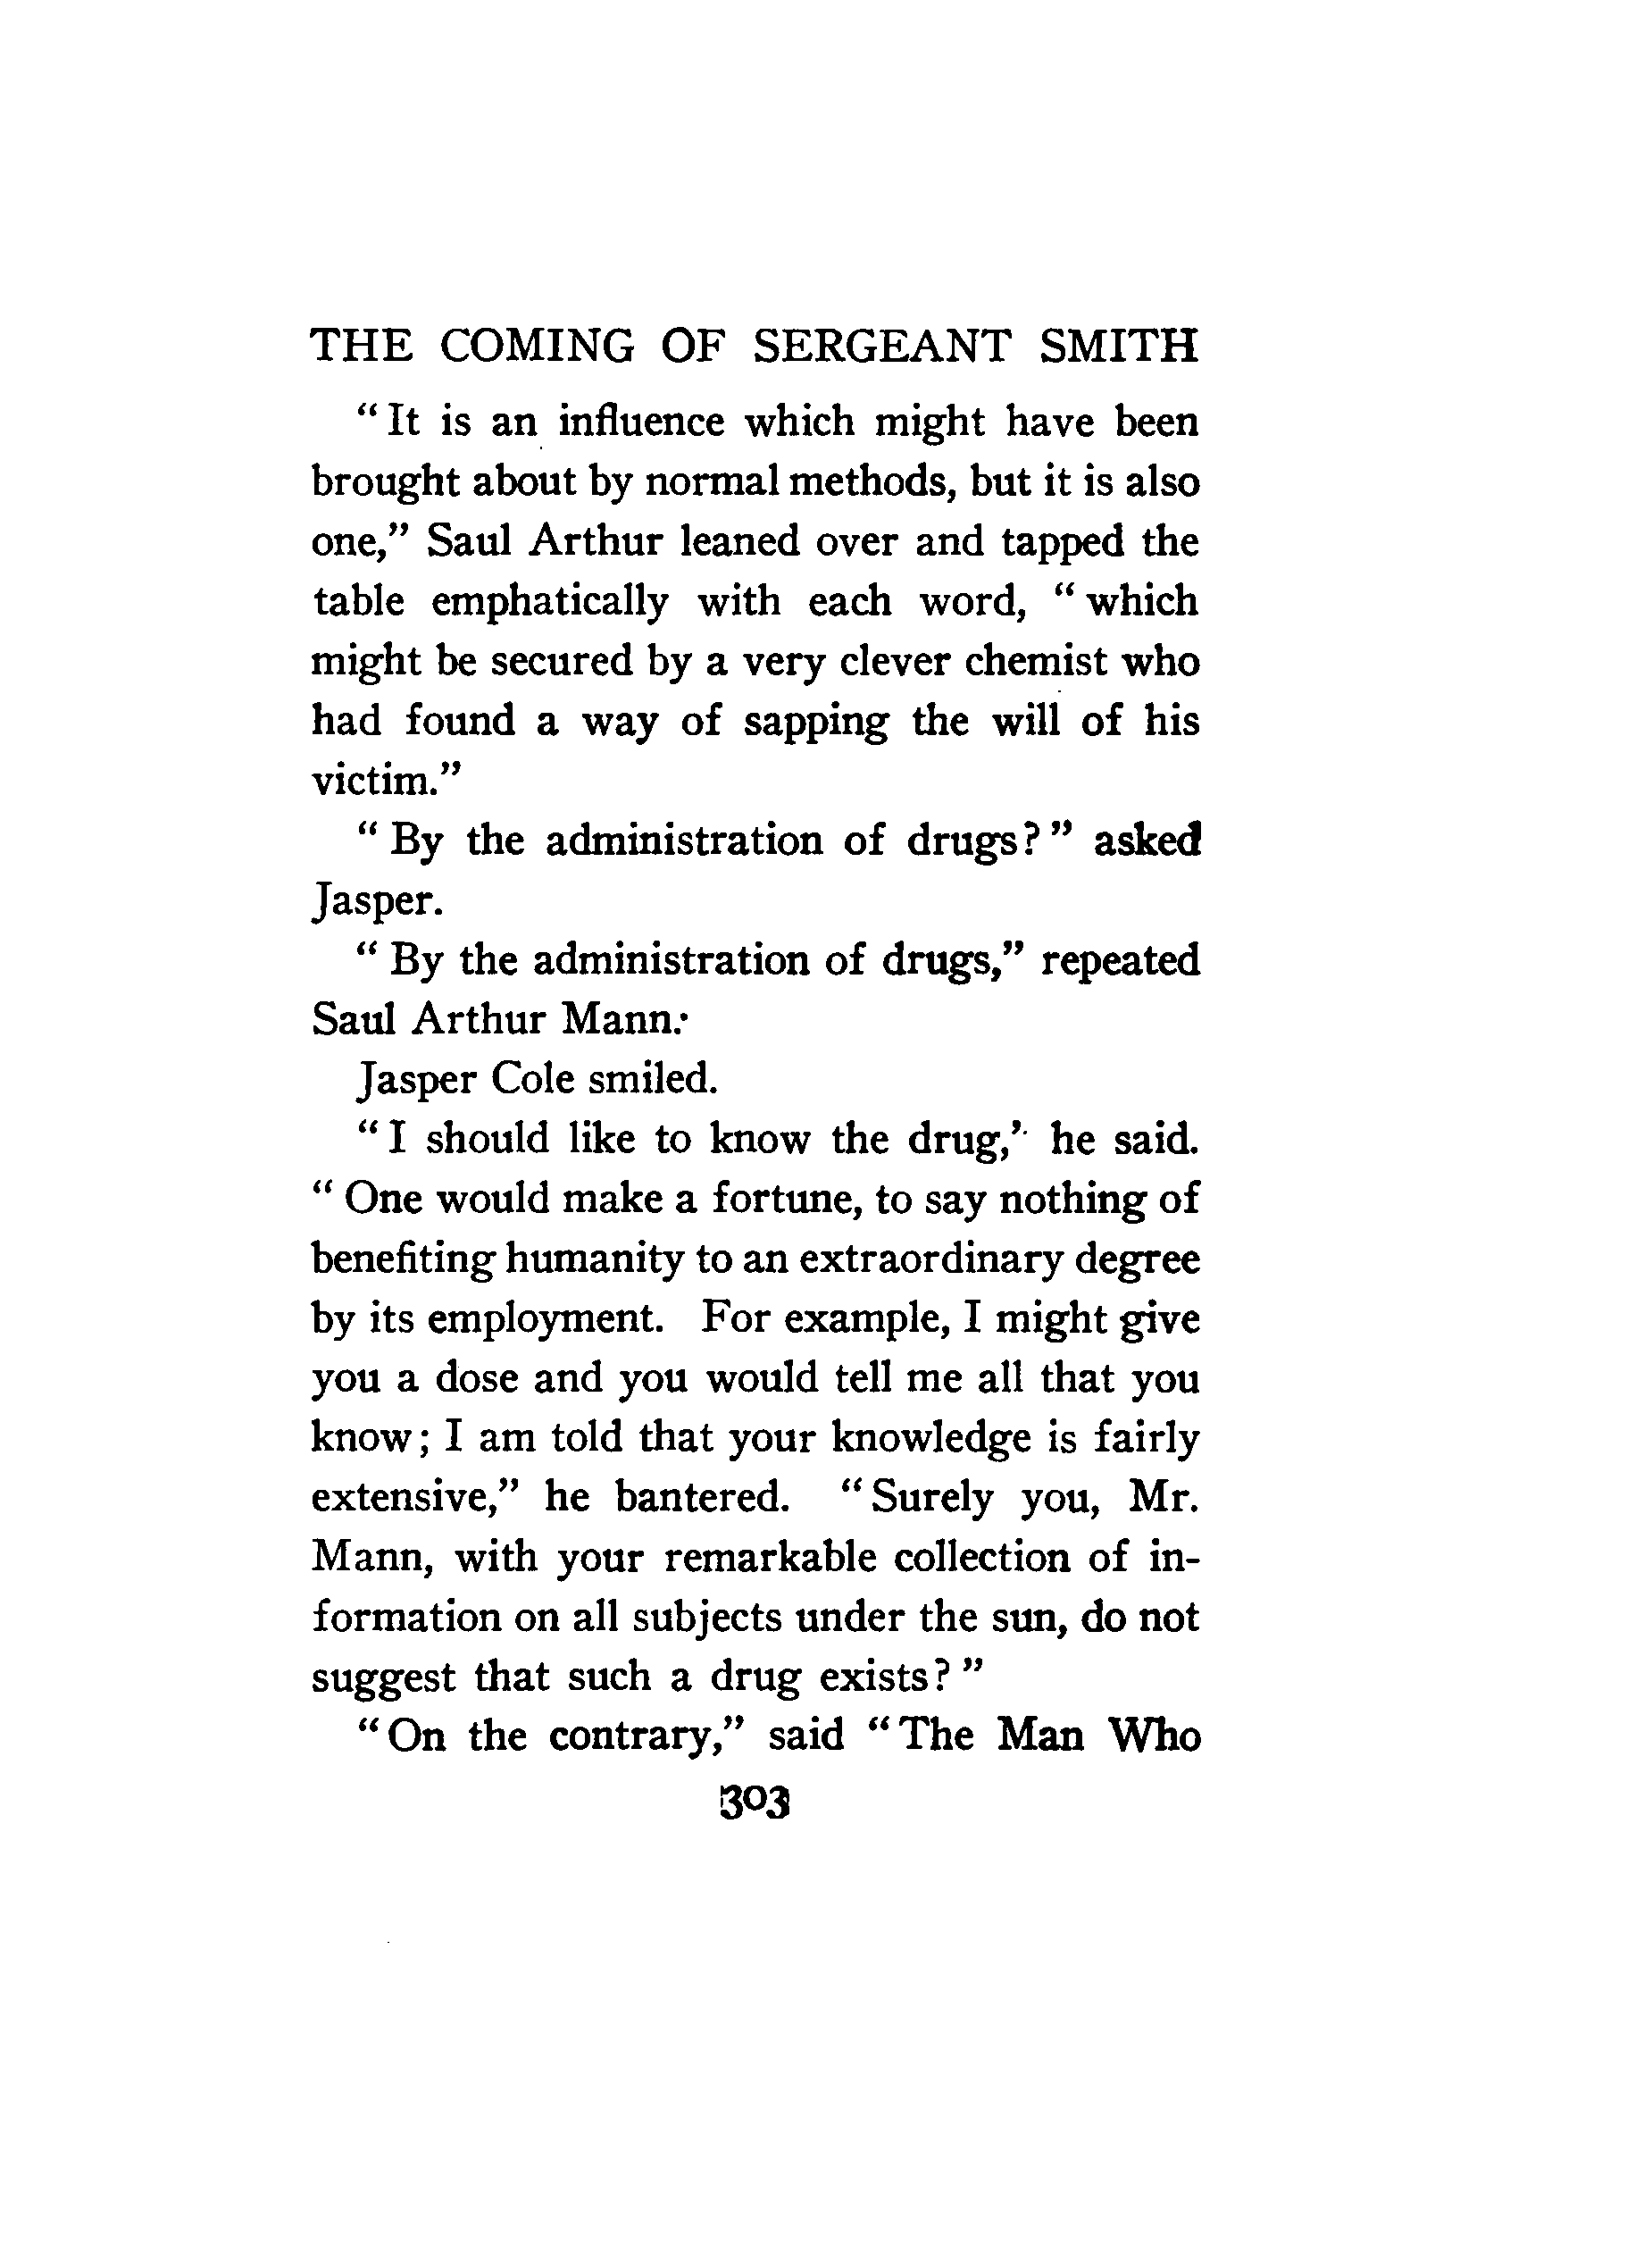 THE COMING OF SERGEANT SMITH
“ It is an influence which might have been
brought about by normal methods, but it is also
one,” Saul Arthur leaned over and tapped the
table emphatically with each word, “ which
might be secured by a very clever chemist who
had found a way of sapping the will of his
victim.”
“ By the administration of drugs? ” asked
Jasper.
“ By the administration of drugs,” repeated
Saul Arthur Mann.
Jasper Cole smiled.
“ I should like to know the drug,’ he said.
“ One would make a fortune, to say nothing of
benefiting humanity to an extraordinary degree
by its employment. For example, I might give
you a dose and you would tell me all that you
know; I am told that your knowledge is fairly
extensive,” he bantered. “ Surely you, Mr.
Mann, with your remarkable collection of in-
formation on all subjects under the sun, do not
suggest that such a drug exists? ”
“ On the contrary,” said “ The Man Who
303